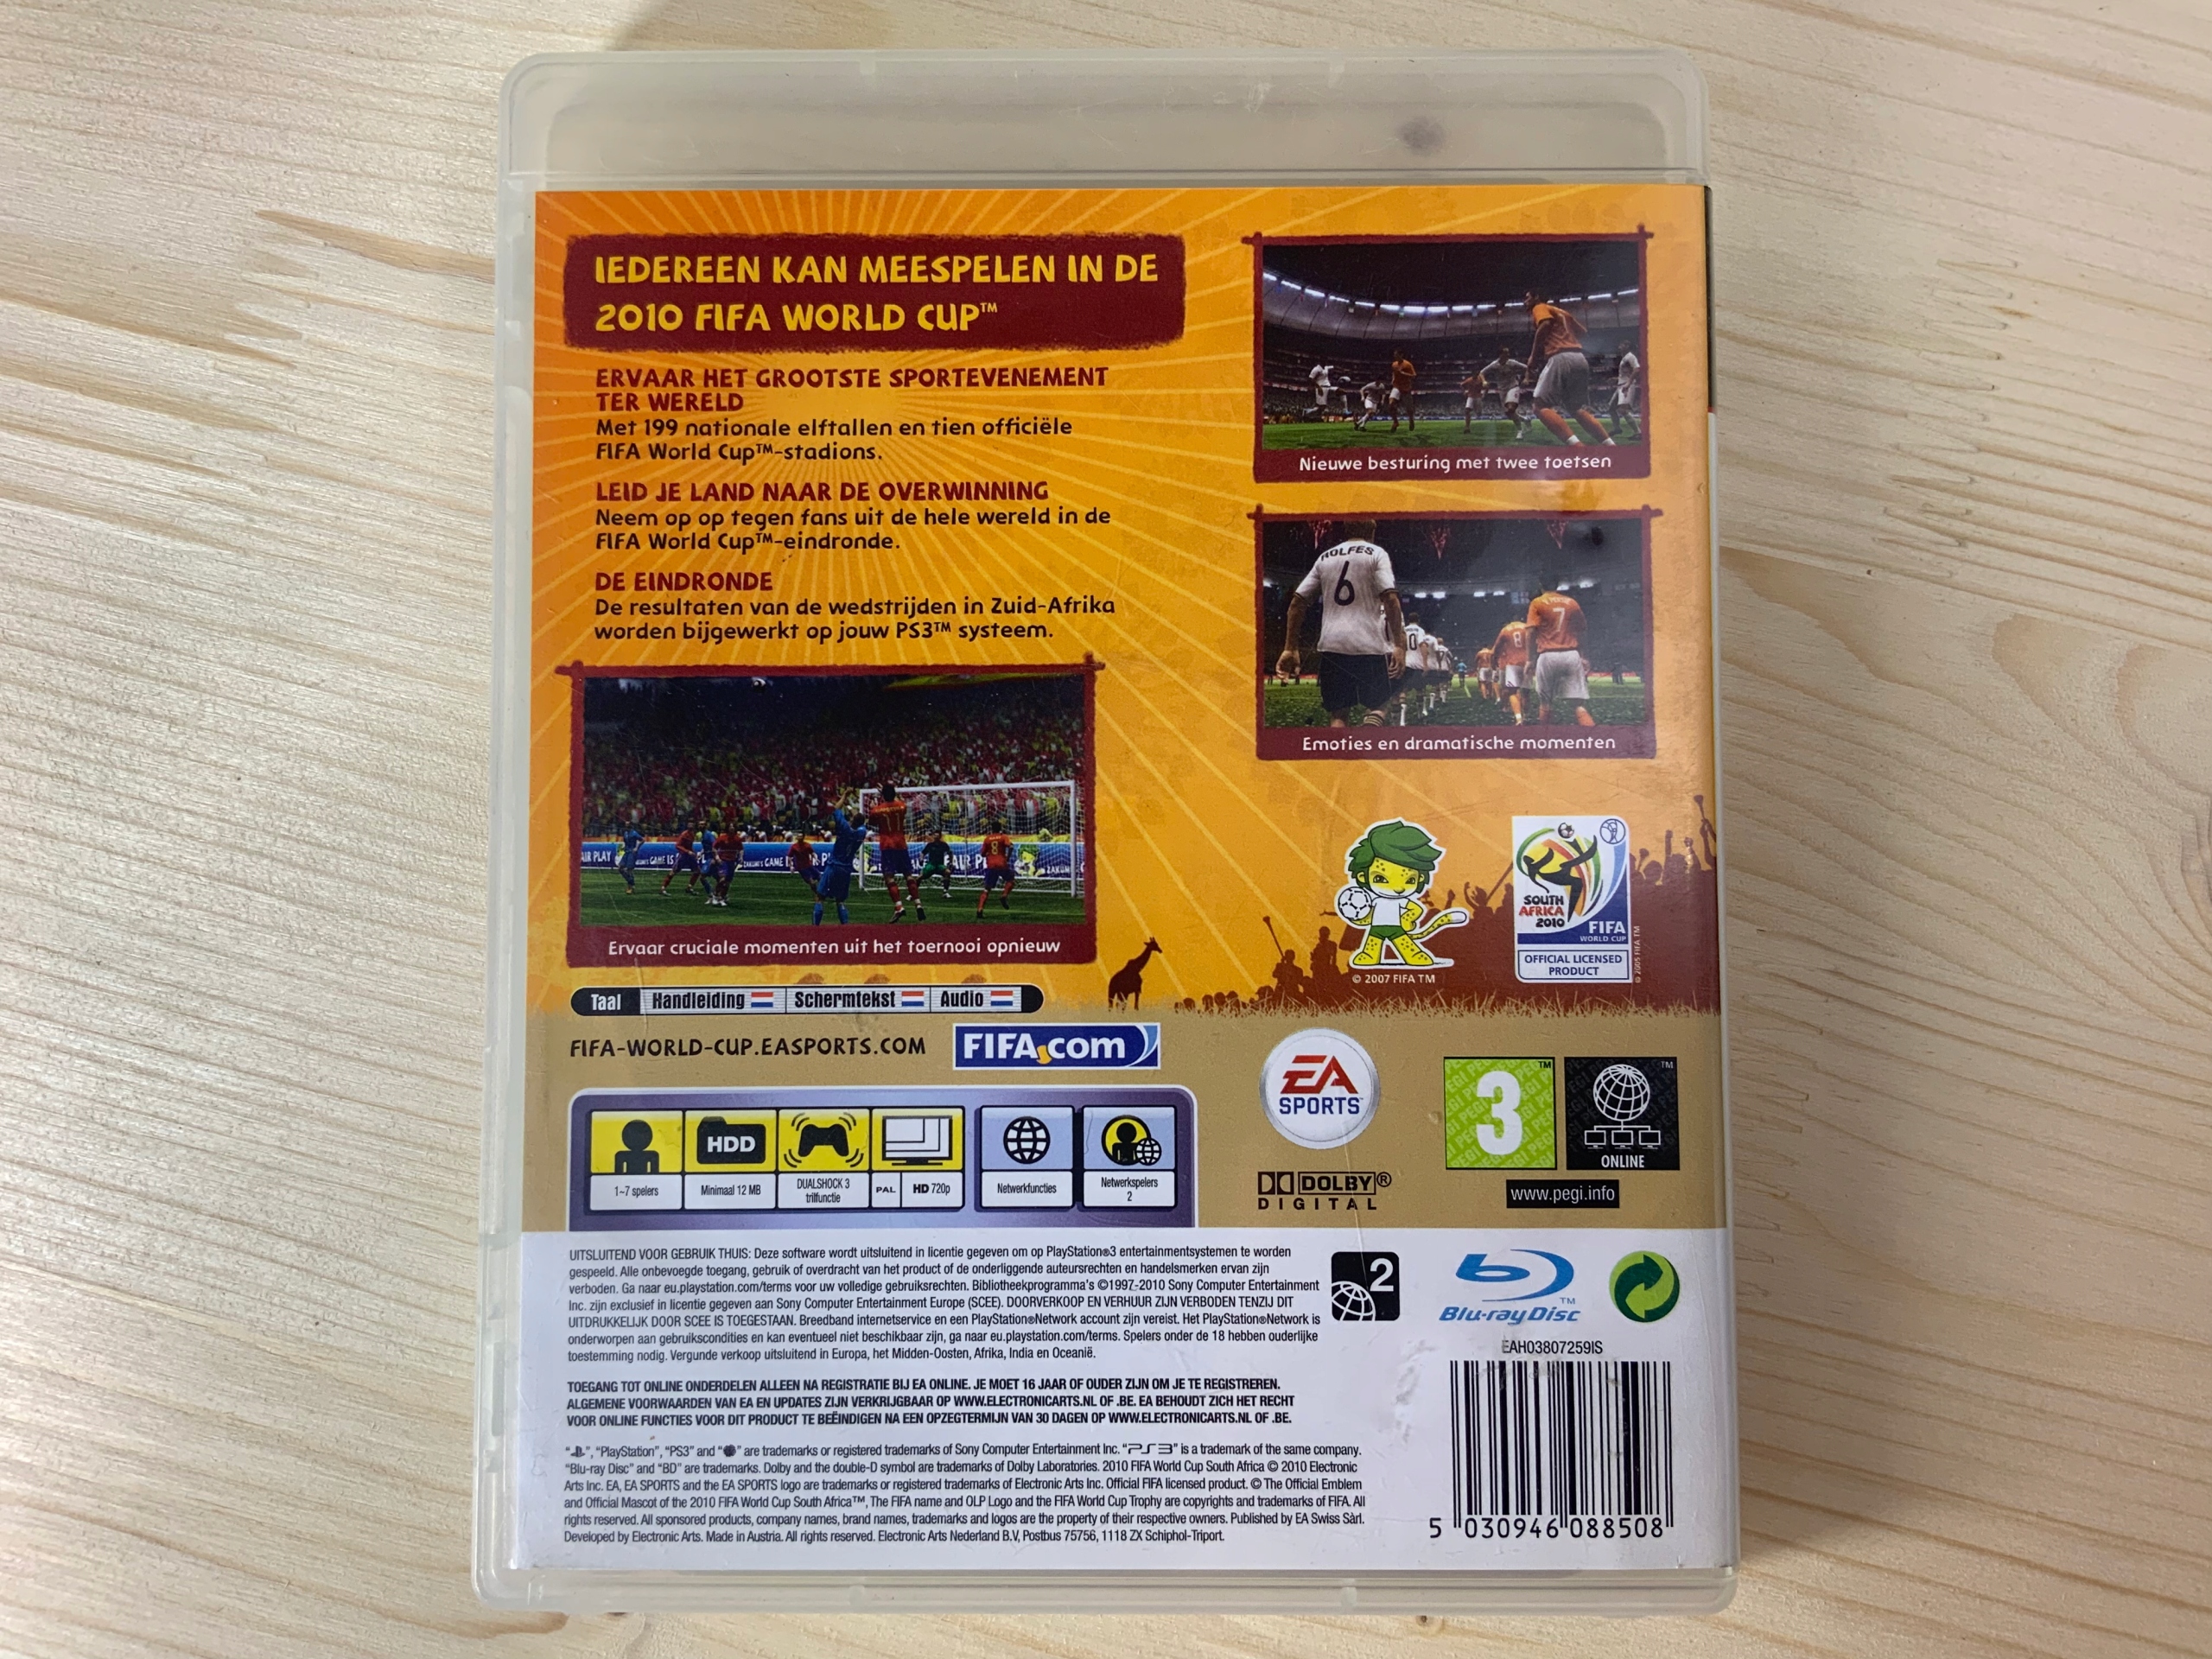 IEDEREEN KAN MEESPELEN IN DE
2010 FIFA WORLD CUP™
ERVAAR HET GROOTSTE SPORTEVENEMENT
TER WERELD
Met 199 nationale elftallen en tien officiële
FIFA World Cup™-stadions.
LEID JE LAND NAAR DE OVERWINNING
Neem op op tegen fans uit de hele wereld in de
FIFA World Cup™-eindronde.
DE EINDRONDE
De resultaten van de wedstrijden in Zuid-Afrika
worden bijgewerkt op jouw PS3™ systeem.
Nieuwe besturing met twee toetsen
ROLFES
6
7
8
Emoties en dramatische momenten
AIR PLAY
GAME IS
FAIR PL
11
8
Ervaar cruciale momenten uit het toernooi opnieuw
© 2007 FIFA TM
SOUTH
AFRICA
2010
FIFA
WORLD CUP
OFFICIAL LICENSED
PRODUCT
© 2005 FIFA TM
Taal Handleiding Schermtekst Audio
FIFA-WORLD-CUP.EASPORTS.COM
FIFA.com
EA
SPORTS™
3
ONLINE
www.pegi.info
HDD
1-7 spelers
Minimaal 12 MB
DUALSHOCK 3
trilfunctie
PAL
HD 720p
Netwerkfuncties
Netwerkspelers
2
DOLBY®
DIGITAL
UITSLUITEND VOOR GEBRUIK THUIS: Deze software wordt uitsluitend in licentie gegeven om op PlayStation®3 entertainmentsystemen te worden
gespeeld. Alle onbevoegde toegang, gebruik of overdracht van het product of de onderliggende auteursrechten en handelsmerken ervan zijn
verboden. Ga naar eu.playstation.com/terms voor uw volledige gebruiksrechten. Bibliotheekprogramma's ©1997-2010 Sony Computer Entertainment
Inc. zijn exclusief in licentie gegeven aan Sony Computer Entertainment Europe (SCEE). DOORVERKOOP EN VERHUUR ZIJN VERBODEN TENZIJ DIT
UITDRUKKELIJK DOOR SCEE IS TOEGESTAAN. Breedband internetservice en een PlayStation®Network account zijn vereist. Het PlayStation®Network is
onderworpen aan gebruikscondities en kan eventueel niet beschikbaar zijn, ga naar eu.playstation.com/terms. Spelers onder de 18 hebben ouderlijke
toestemming nodig. Vergunde verkoop uitsluitend in Europa, het Midden-Oosten, Afrika, India en Oceanië.
2
Blu-ray Disc™
TOEGANG TOT ONLINE ONDERDELEN ALLEEN NA REGISTRATIE BIJ EA ONLINE. JE MOET 16 JAAR OF OUDER ZIJN OM JE TE REGISTREREN.
ALGEMENE VOORWAARDEN VAN EA EN UPDATES ZIJN VERKRIJGBAAR OP WWW.ELECTRONICARTS.NL OF .BE. EA BEHOUDT ZICH HET RECHT
VOOR ONLINE FUNCTIES VOOR DIT PRODUCT TE BEËINDIGEN NA EEN OPZEGTERMIJN VAN 30 DAGEN OP WWW.ELECTRONICARTS.NL OF .BE.
"", "PlayStation", "PS3" and "" are trademarks or registered trademarks of Sony Computer Entertainment Inc. "PS3" is a trademark of the same company.
"Blu-ray Disc" and "BD" are trademarks. Dolby and the double-D symbol are trademarks of Dolby Laboratories. 2010 FIFA World Cup South Africa © 2010 Electronic
Arts Inc. EA, EA SPORTS and the EA SPORTS logo are trademarks or registered trademarks of Electronic Arts Inc. Official FIFA licensed product. © The Official Emblem
and Official Mascot of the 2010 FIFA World Cup South Africa™, The FIFA name and OLP Logo and the FIFA World Cup Trophy are copyrights and trademarks of FIFA. All
rights reserved. All sponsored products, company names, brand names, trademarks and logos are the property of their respective owners. Published by EA Swiss Sàrl.
Developed by Electronic Arts. Made in Austria. All rights reserved. Electronic Arts Nederland B.V, Postbus 75756, 1118 ZX Schiphol-Triport.
EAH03807259IS
5 030946 088508